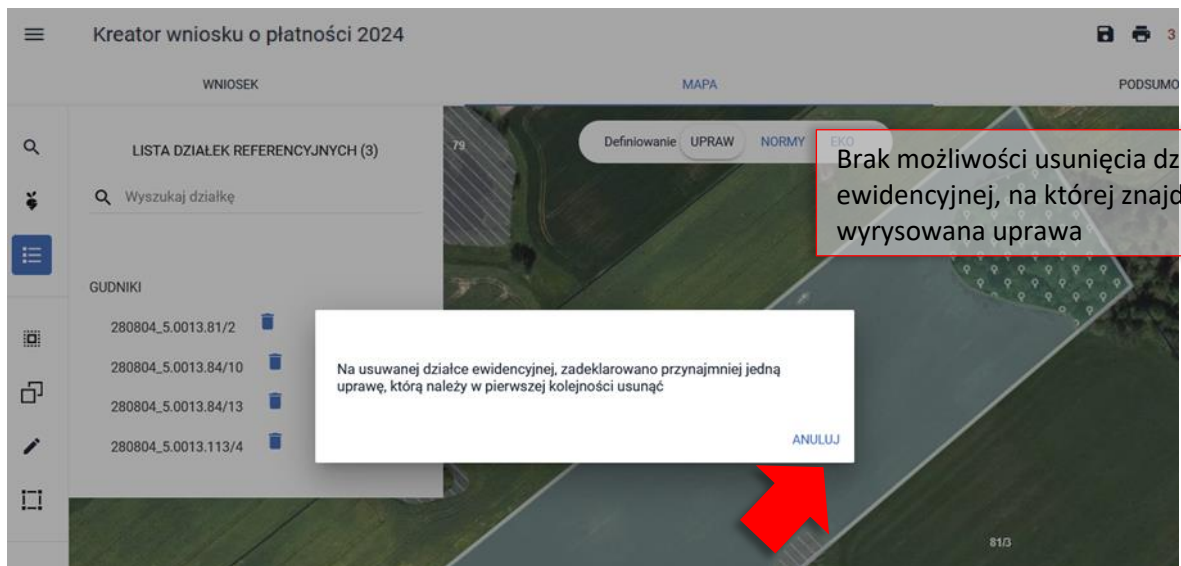 Kreator wniosku o płatności 2024
3
WNIOSEK
MAPA
PODSUMO
LISTA DZIAŁEK REFERENCYJNYCH (3)
Wyszukaj działkę
GUDNIKI
280804_5.0013.81/2
280804_5.0013.84/10
280804_5.0013.84/13
280804_5.0013.113/4
79
Definiowanie UPRAW NORMY EKO
Brak możliwości usunięcia dz
ewidencyjnej, na której znajd
wyrysowana uprawa
Na usuwanej działce ewidencyjnej, zadeklarowano przynajmniej jedną
uprawę, którą należy w pierwszej kolejności usunąć
ANULUJ
81/3